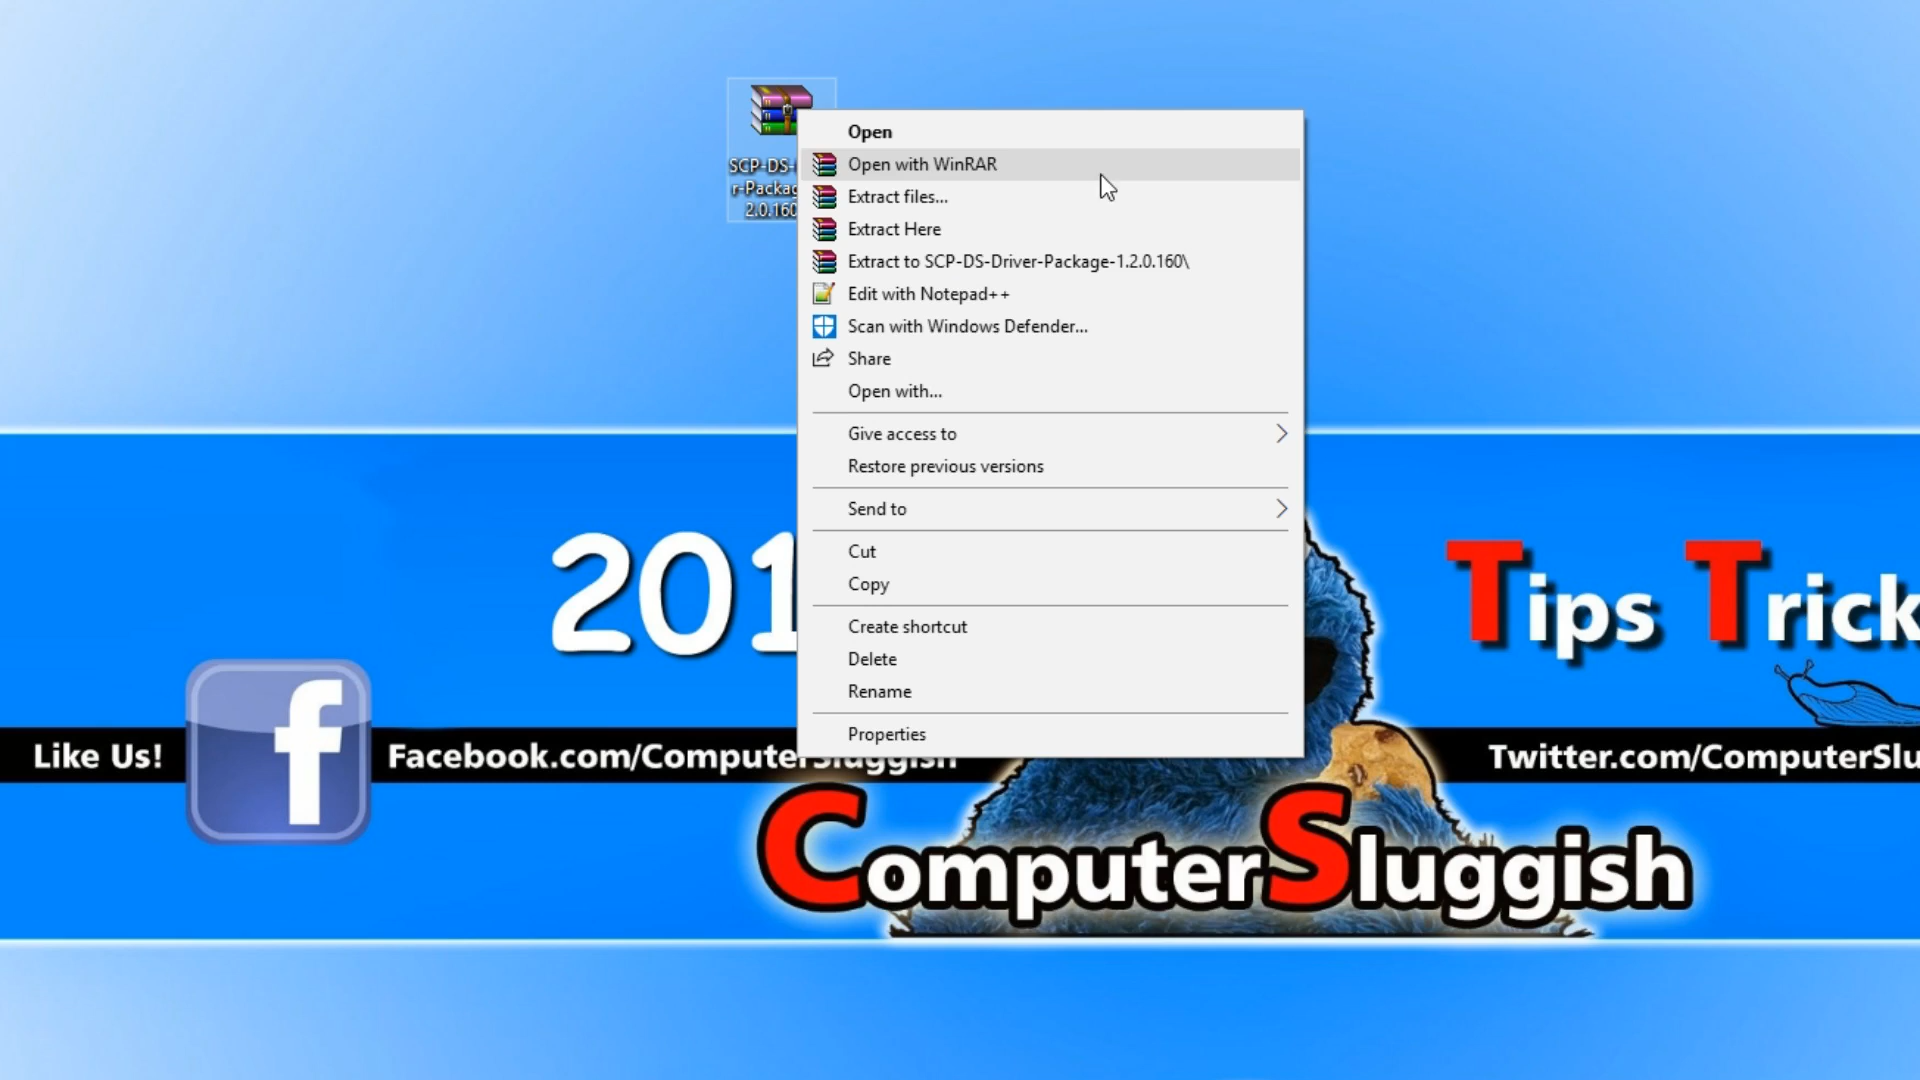 SCP-DS-
r-Packag
2.0.160
Open
Open with WinRAR
Extract files...
Extract Here
Extract to SCP-DS-Driver-Package-1.2.0.160\
Edit with Notepad++
Scan with Windows Defender...
Share
Open with...
Give access to
Restore previous versions
Send to
Cut
Copy
Create shortcut
Delete
Rename
Properties
201
Tips Trick
Like Us!
f
Facebook.com/ComputerSluggish
Twitter.com/ComputerSlu
ComputerSluggish